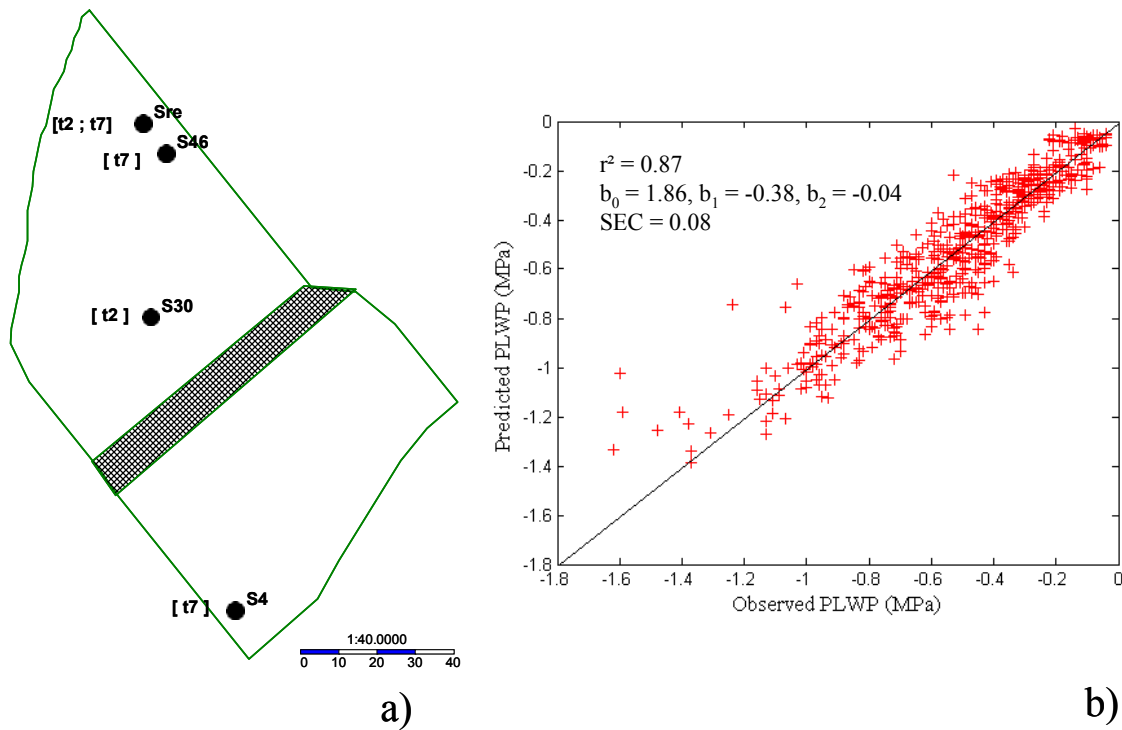 Sre
[t2 ; t7]
S46
[ t7 ]
S30
[ t2 ]
S4
[ t7 ]
1:40.0000
0 10 20 30 40
a)
r² = 0.87
b0 = 1.86, b1 = -0.38, b2 = -0.04
SEC = 0.08
Predicted PLWP (MPa)
0
-0.2
-0.4
-0.6
-0.8
-1
-1.2
-1.4
-1.6
-1.8
-1.8 -1.6 -1.4 -1.2 -1 -0.8 -0.6 -0.4 -0.2 0
Observed PLWP (MPa)
b)